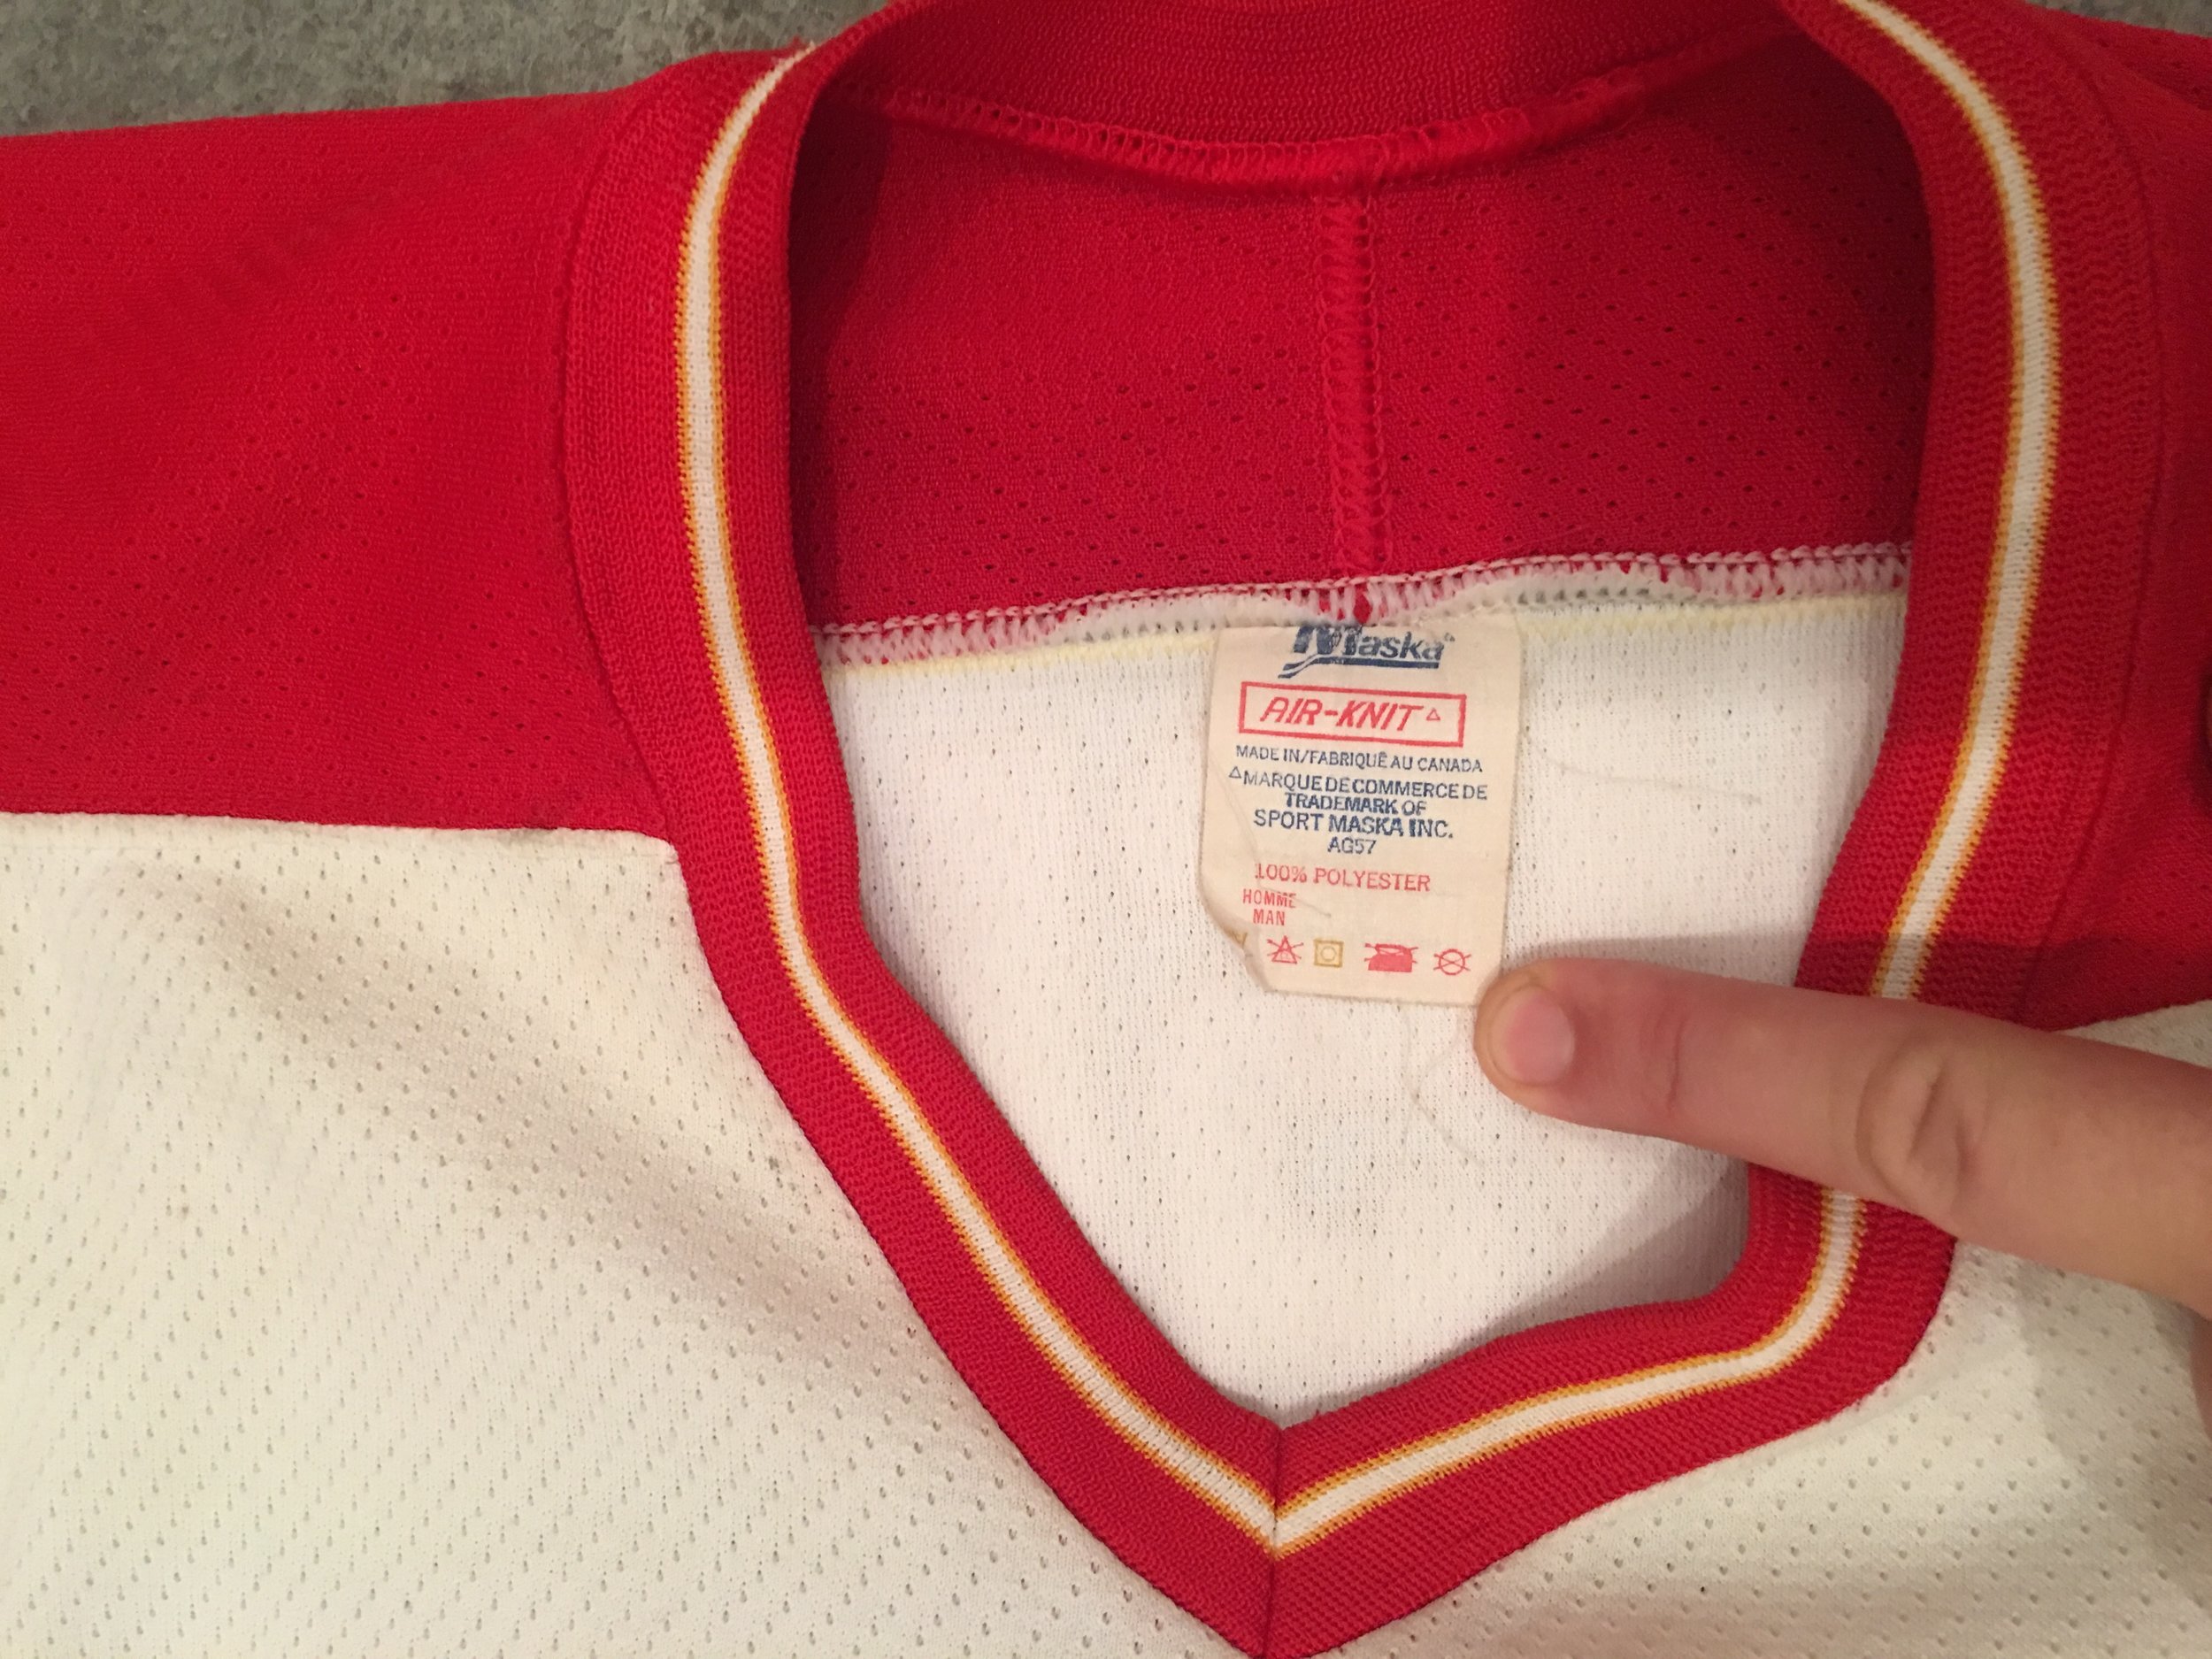 Maska
AIR-KNIT
MADE IN/FABRIQUÉ AU CANADA
MARQUE DE COMMERCE DE
TRADEMARK OF
SPORT MASKA INC.
AG57
100% POLYESTER
HOMME
MAN